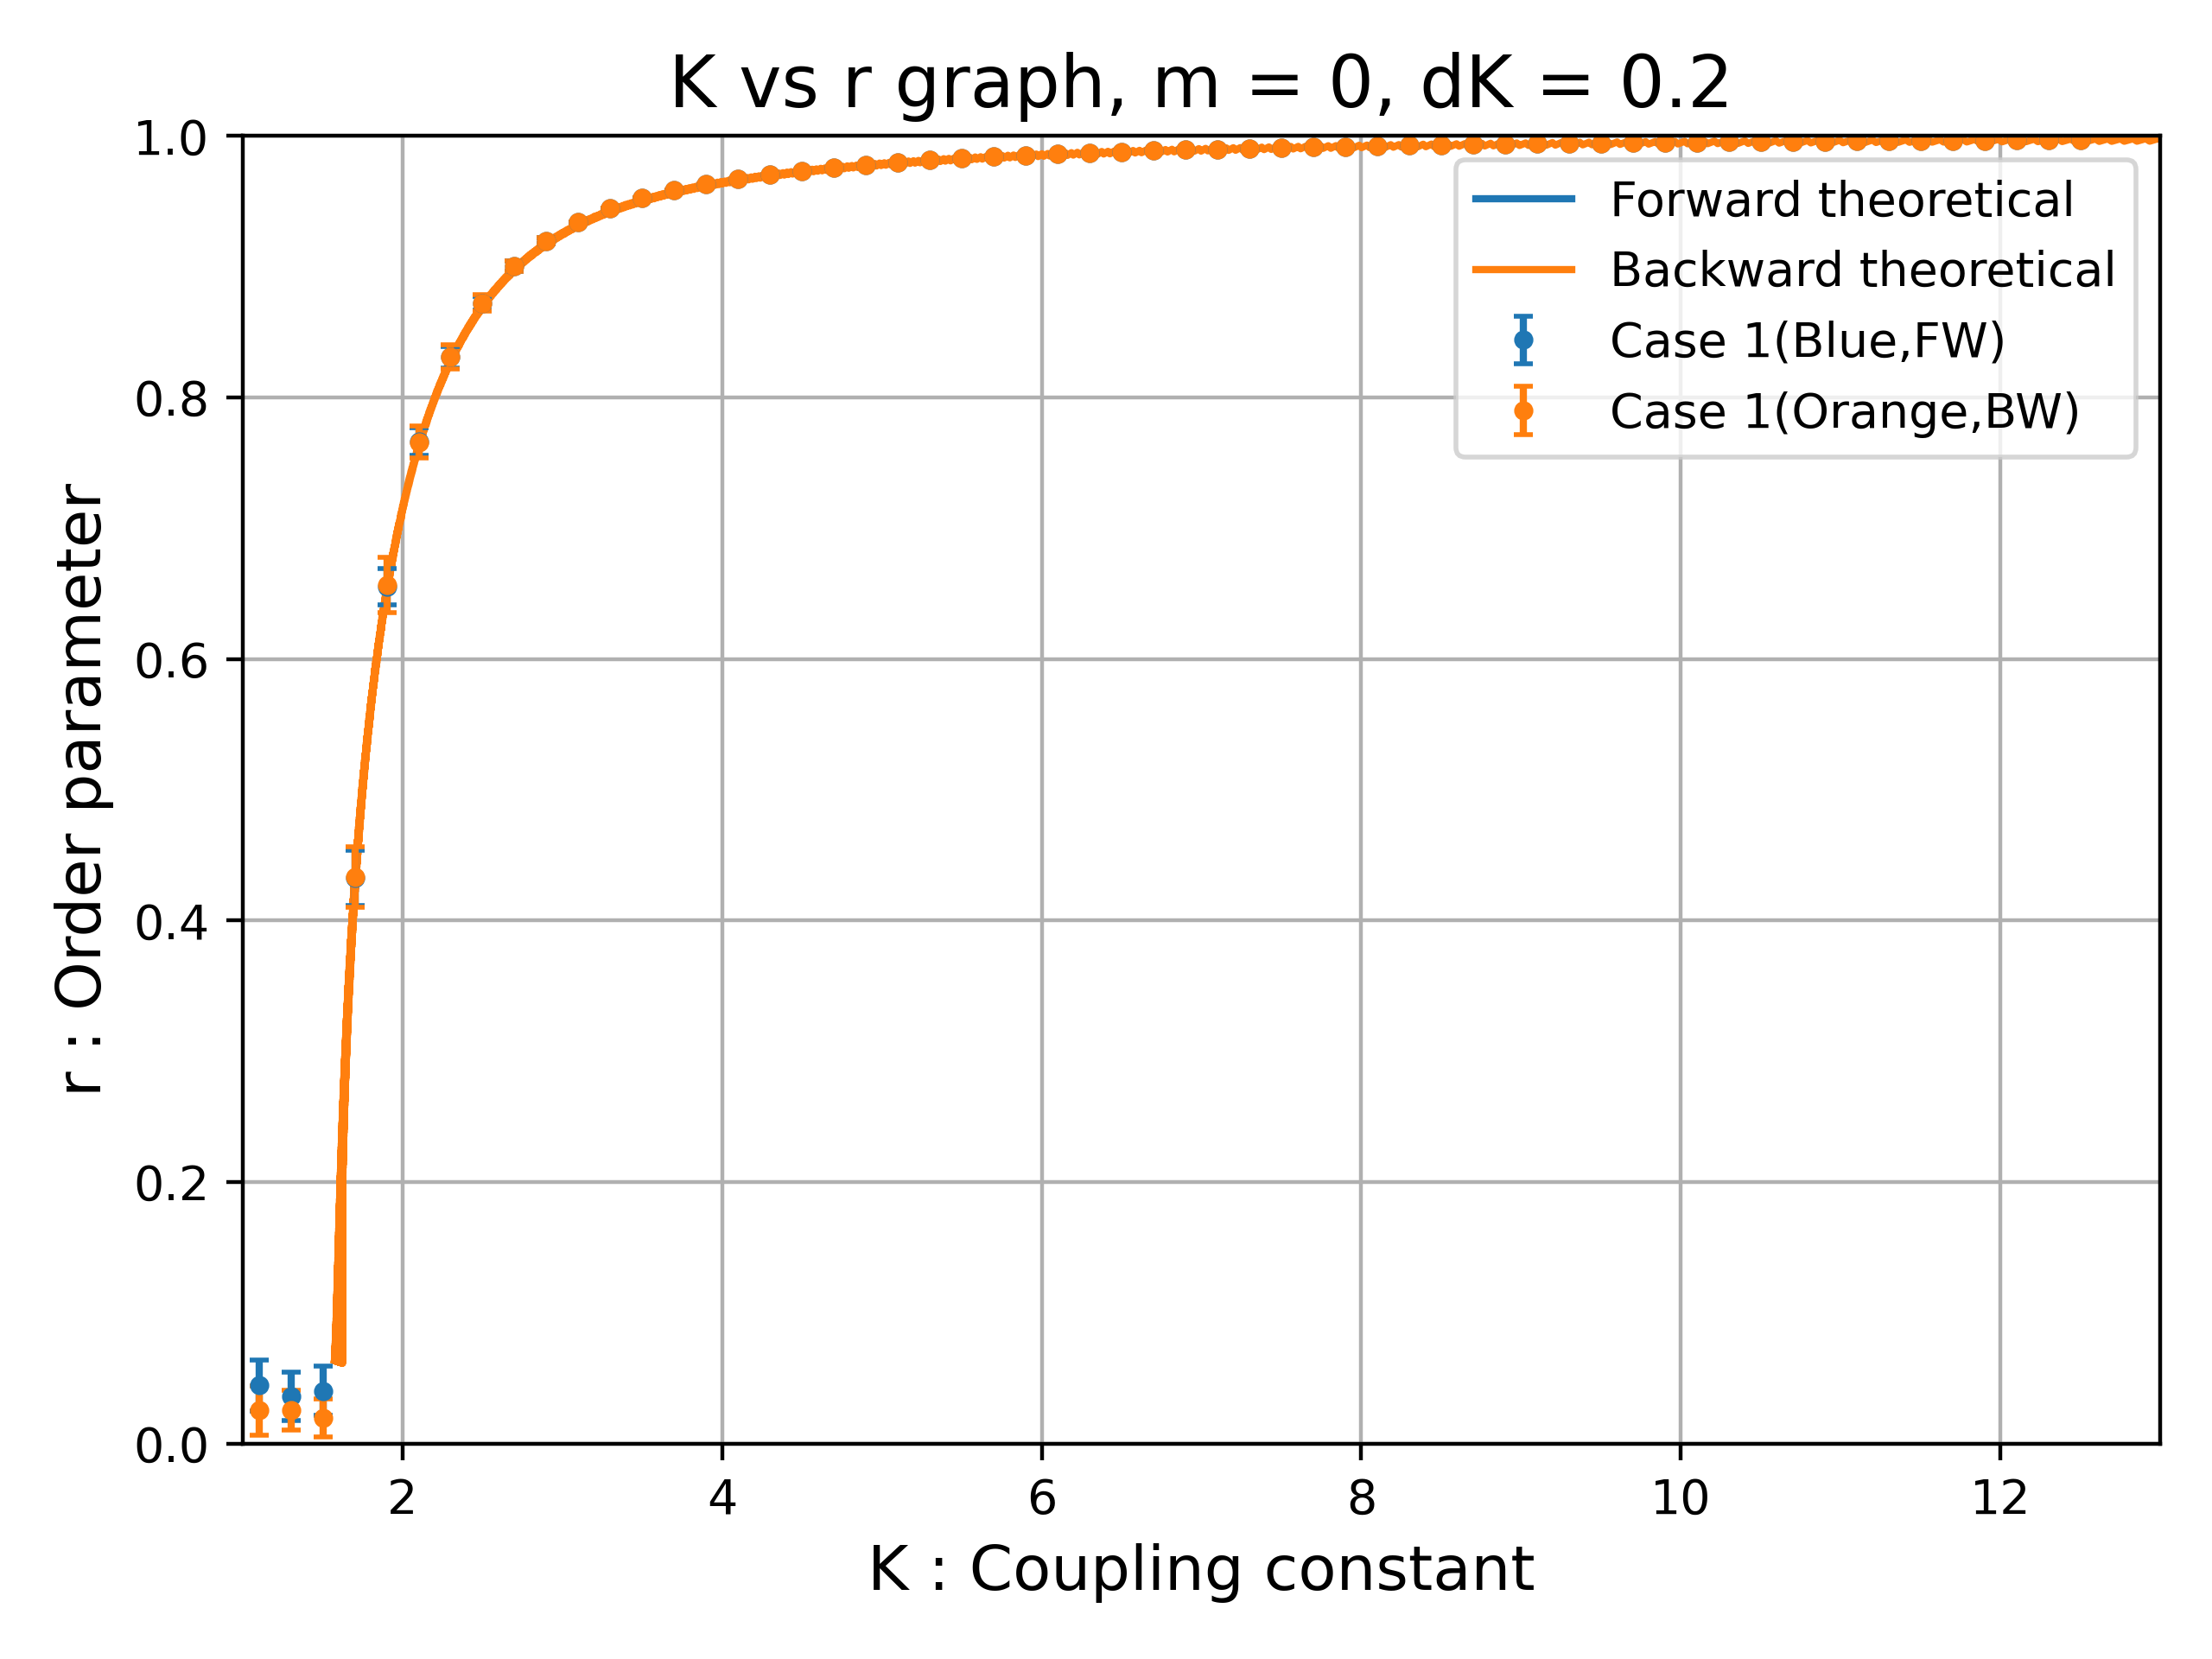 K vs r graph, m = 0, dK = 0.2
1.0
0.8
0.6
0.4
0.2
0.0
r : Order parameter
Forward theoretical
Backward theoretical
Case 1(Blue,FW)
Case 1(Orange,BW)
2 4 6 8 10 12
K : Coupling constant